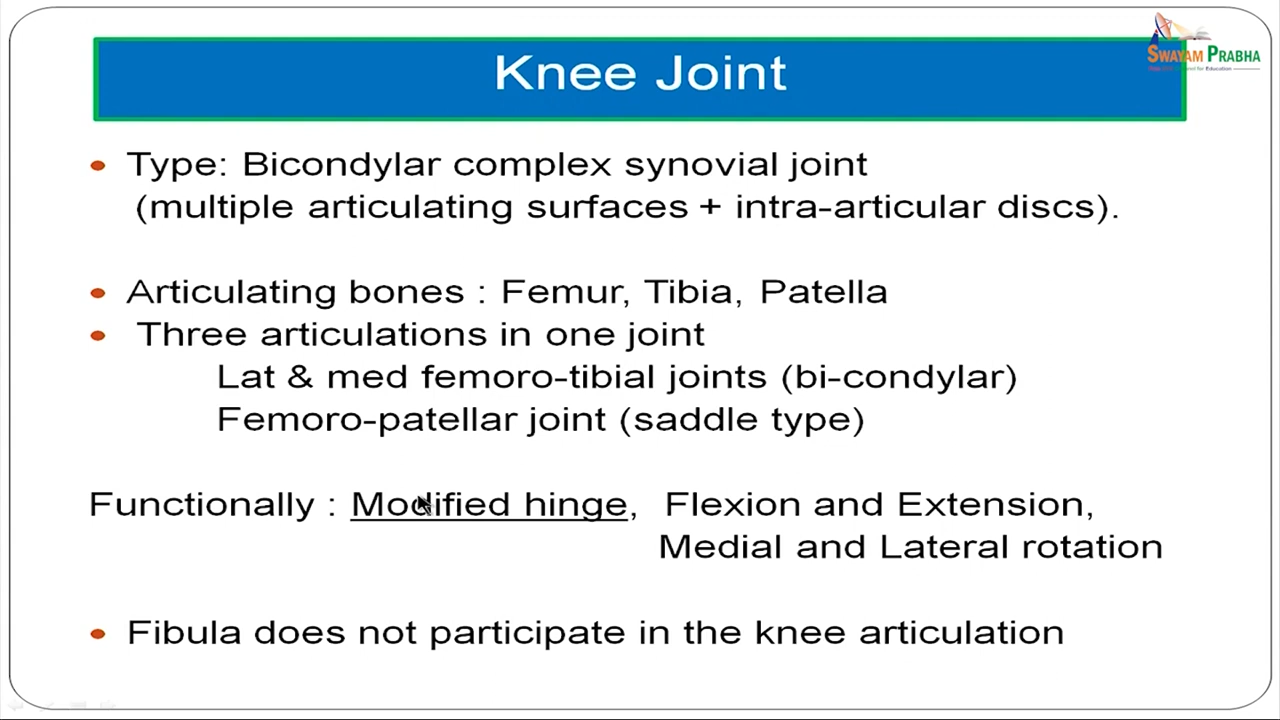 Knee Joint
SWAYAM PRABHA
• Type: Bicondylar complex synovial joint
(multiple articulating surfaces + intra-articular discs).
• Articulating bones : Femur, Tibia, Patella
• Three articulations in one joint
Lat & med femoro-tibial joints (bi-condylar)
Femoro-patellar joint (saddle type)
Functionally : Modified hinge, Flexion and Extension,
Medial and Lateral rotation
• Fibula does not participate in the knee articulation